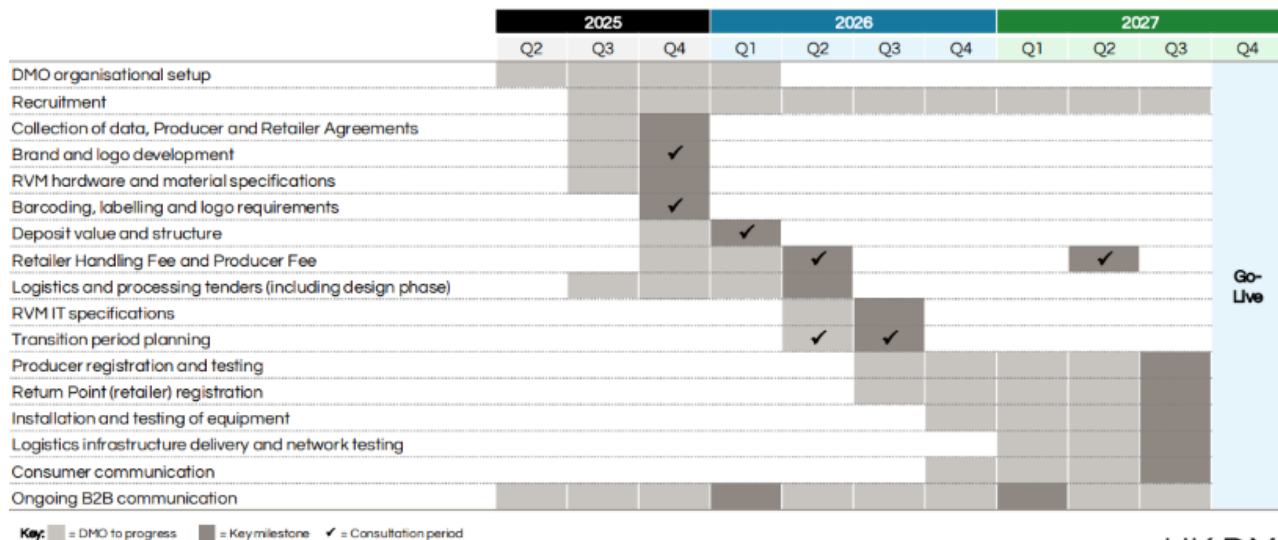 2025 2026 2027
Q2 Q3 Q4 Q1 Q2 Q3 Q4 Q1 Q2 Q3 Q4
DMO organisational setup
Recruitment
Collection of data, Producer and Retailer Agreements
Brand and logo development ✓
RVM hardware and material specifications
Barcoding, labelling and logo requirements ✓
Deposit value and structure ✓
Retailer Handling Fee and Producer Fee ✓ ✓
Logistics and processing tenders (including design phase)
Go-
Live
RVM IT specifications
Transition period planning ✓ ✓
Producer registration and testing
Return Point (retailer) registration
Installation and testing of equipment
Logistics infrastructure delivery and network testing
Consumer communication
Ongoing B2B communication
Key: = DMO to progress = Key milestone ✓ = Consultation period